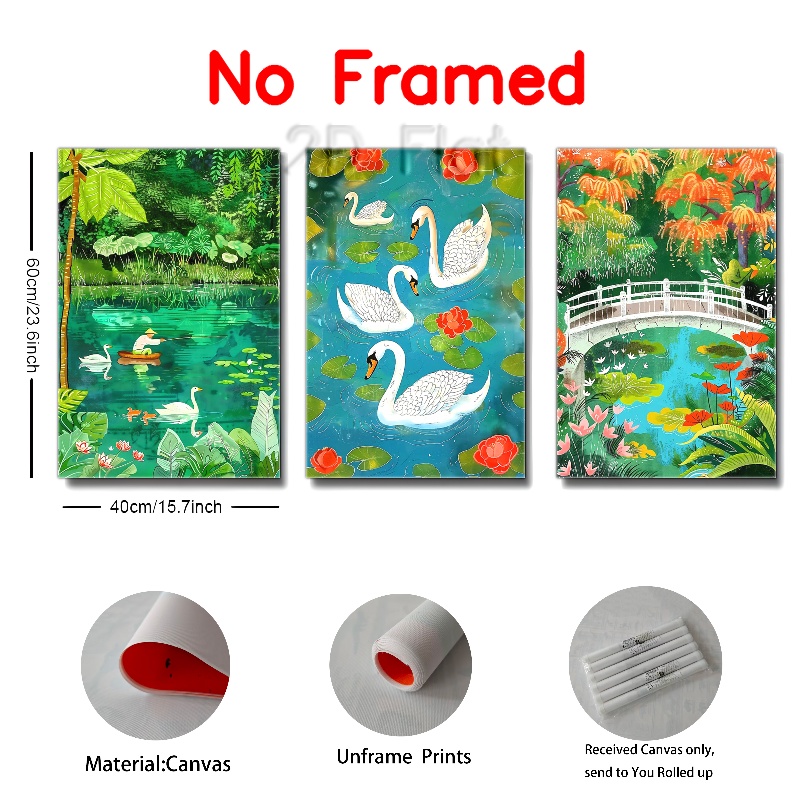 No Framed
2D Flat
60cm/23.6inch
40cm/15.7inch
Material:Canvas
Unframe Prints
Received Canvas only,
send to You Rolled up